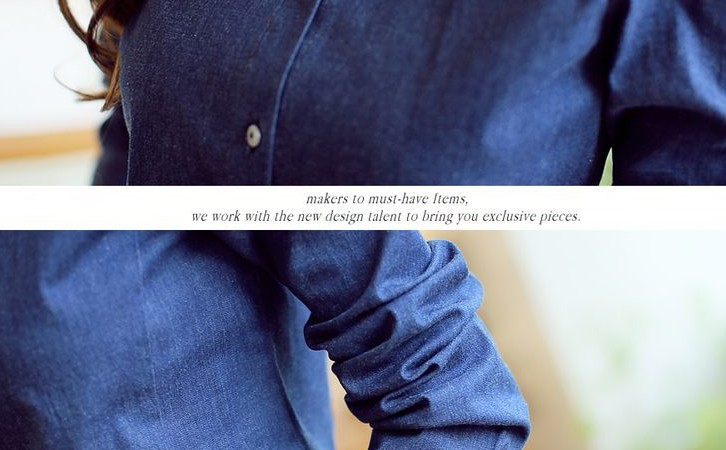 makers to must-have Items,
we work with the new design talent to bring you exclusive pieces.